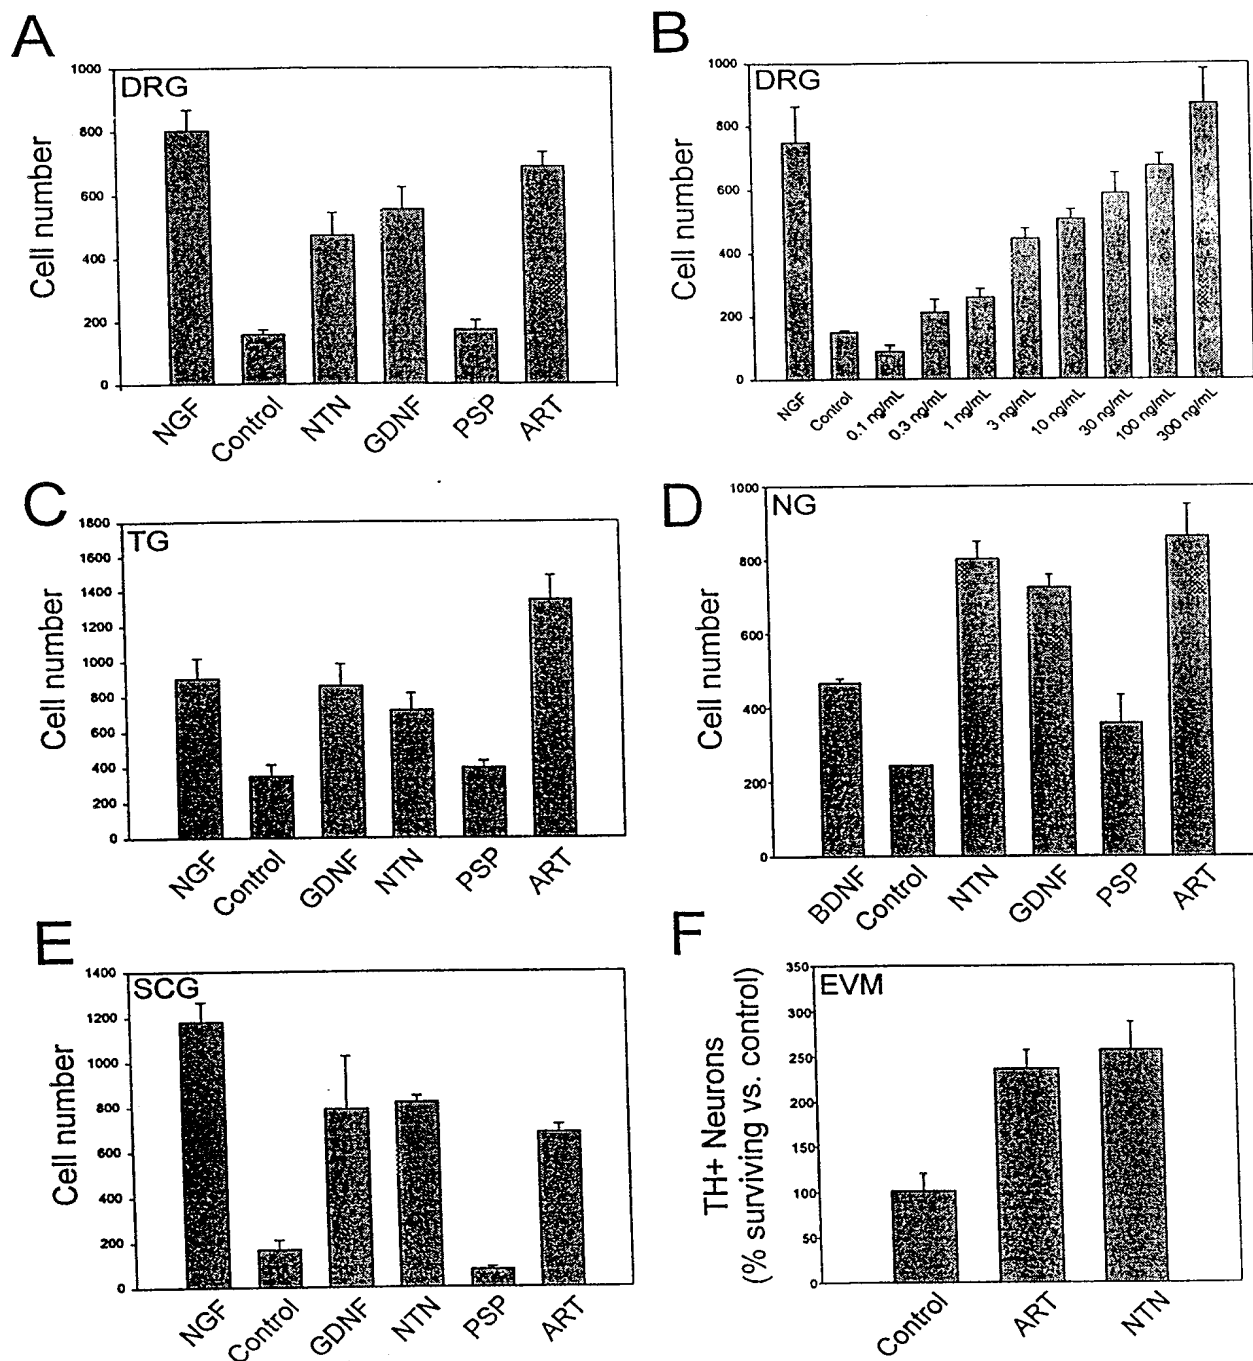 A
DRG
Cell number
1000
800
600
400
200
0
NGF
Control
NTN
GDNF
PSP
ART
B
DRG
Cell number
1000
800
600
400
200
0
NGF
Control
0.1 ng/mL
0.3 ng/mL
1 ng/mL
3 ng/mL
10 ng/mL
30 ng/mL
100 ng/mL
300 ng/mL
C
TG
Cell number
1800
1600
1400
1200
1000
800
600
400
200
0
NGF
Control
GDNF
NTN
PSP
ART
D
NG
Cell number
1000
800
600
400
200
0
BDNF
Control
NTN
GDNF
PSP
ART
E
SCG
Cell number
1400
1200
1000
800
600
400
200
0
NGF
Control
GDNF
NTN
PSP
ART
F
EVM
TH+ Neurons
(% surviving vs. control)
350
300
250
200
150
100
50
0
Control
ART
NTN